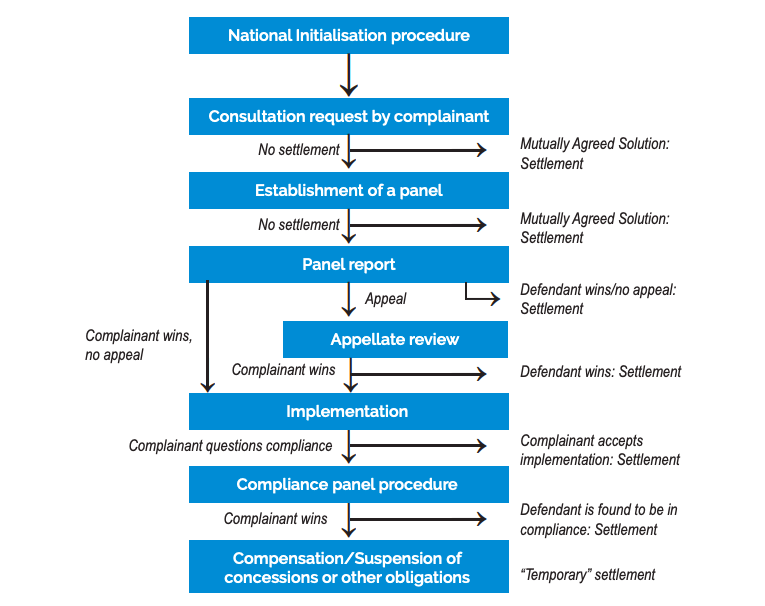 National Initialisation procedure
Consultation request by complainant
No settlement
Mutually Agreed Solution:
Settlement
Establishment of a panel
No settlement
Mutually Agreed Solution:
Settlement
Panel report
Appeal
Defendant wins/no appeal:
Settlement
Complainant wins,
no appeal
Appellate review
Complainant wins
Defendant wins: Settlement
Implementation
Complainant questions compliance
Complainant accepts
implementation: Settlement
Compliance panel procedure
Complainant wins
Defendant is found to be in
compliance: Settlement
Compensation/Suspension of
concessions or other obligations
“Temporary” settlement